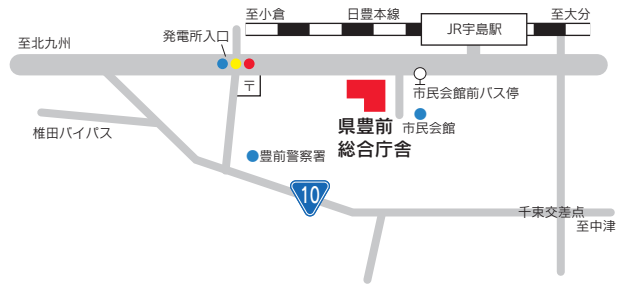 至小倉
日豊本線
至大分
JR宇島駅
発電所入口
至北九州
〒
市民会館前バス停
県豊前
総合庁舎
市民会館
椎田バイパス
豊前警察署
10
千束交差点
至中津